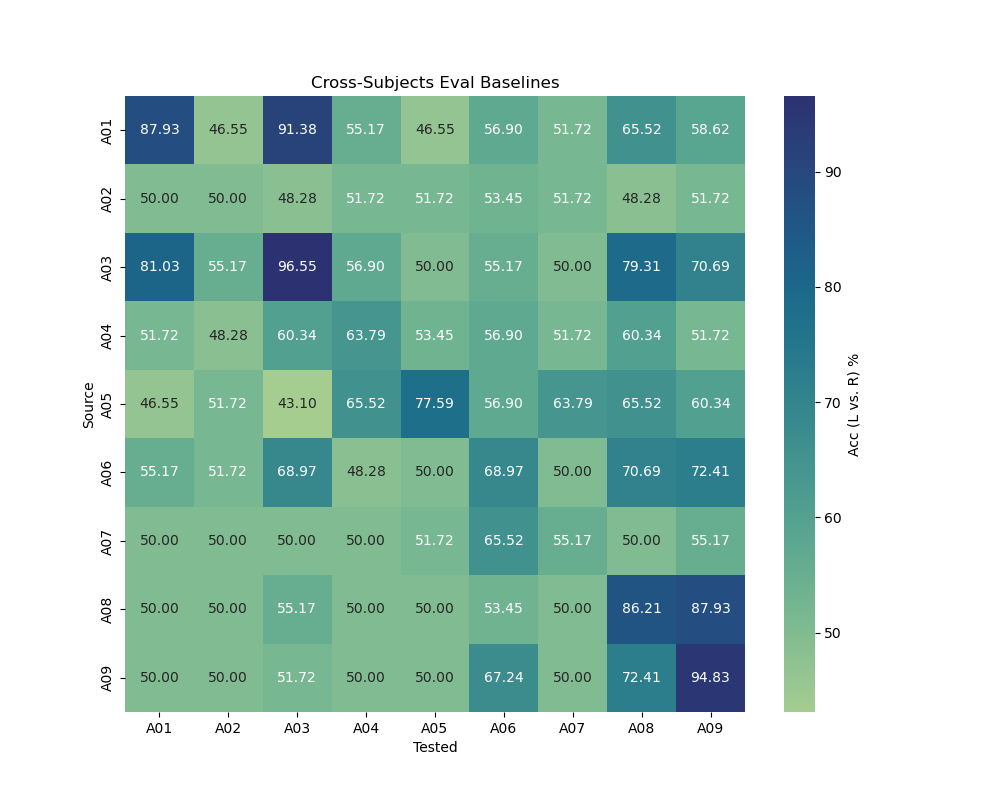 Cross-Subjects Eval Baselines
A01 87.93 46.55 91.38 55.17 46.55 56.90 51.72 65.52 58.62
A02 50.00 50.00 48.28 51.72 51.72 53.45 51.72 48.28 51.72
A03 81.03 55.17 96.55 56.90 50.00 55.17 50.00 79.31 70.69
A04 51.72 48.28 60.34 63.79 53.45 56.90 51.72 60.34 51.72
A05 46.55 51.72 43.10 65.52 77.59 56.90 63.79 65.52 60.34
A06 55.17 51.72 68.97 48.28 50.00 68.97 50.00 70.69 72.41
A07 50.00 50.00 50.00 50.00 51.72 65.52 55.17 50.00 55.17
A08 50.00 50.00 55.17 50.00 50.00 53.45 50.00 86.21 87.93
A09 50.00 50.00 51.72 50.00 50.00 67.24 50.00 72.41 94.83
A01 A02 A03 A04 A05 A06 A07 A08 A09
Tested
Source
90
80
70
60
50
Acc (L vs. R) %